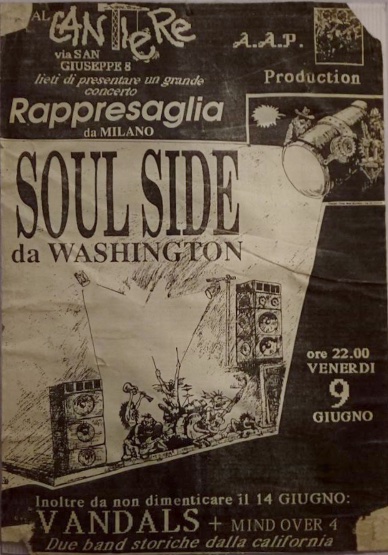 AL CANTIERE
via SAN
GIUSEPPE 8
A.A.P.
Production
lieti di presentare un grande
concerto
Rappresaglia
da MILANO
SOUL SIDE
da WASHINGTON
ore 22.00
VENERDI
9
GIUGNO
Inoltre da non dimenticare il 14 GIUGNO:
VANDALS + MIND OVER 4
Due band storiche dalla california